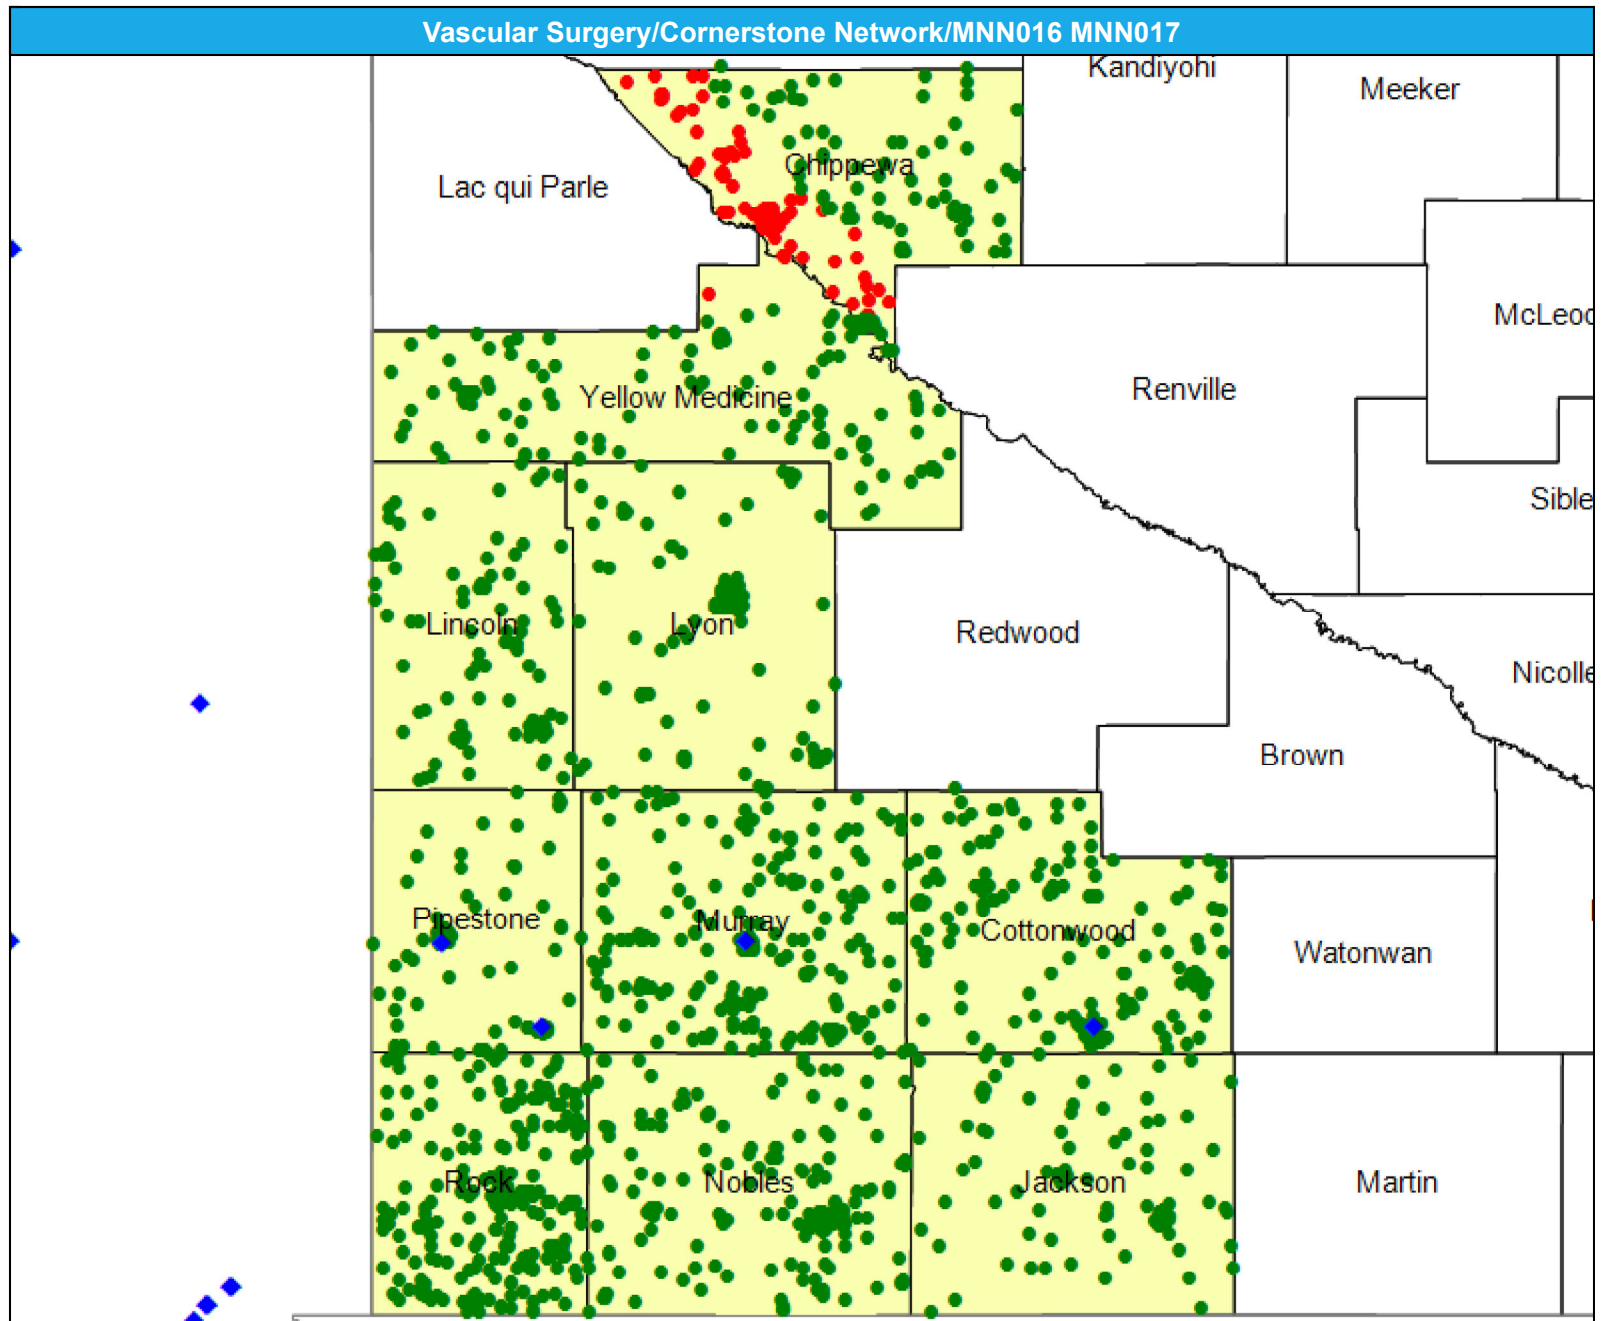 Vascular Surgery/Cornerstone Network/MNN016 MNN017
Kandiyohi
Meeker
Chippewa
Lac qui Parle
McLeod
Renville
Yellow Medicine
Sible
Lincoln
Lyon
Redwood
Nicolle
Brown
Pipestone
Murray
Cottonwood
Watonwan
Rock
Nobles
Jackson
Martin